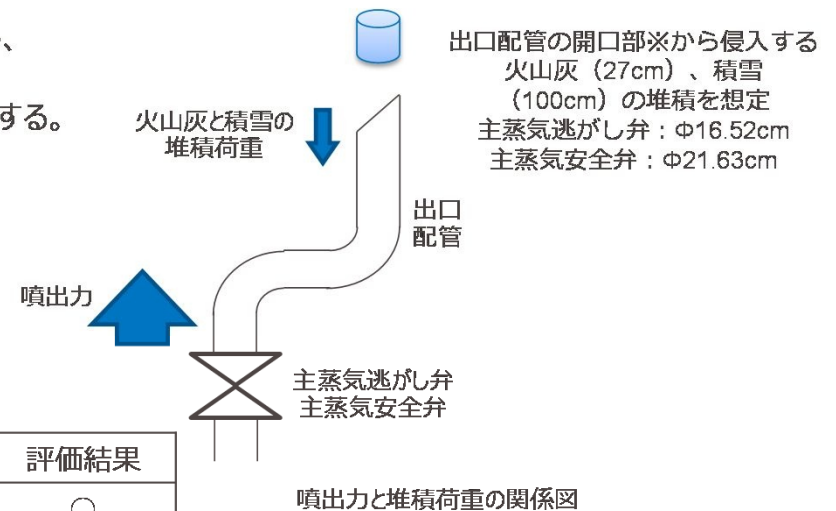 、
する。
出口配管の開口部※から侵入する
火山灰（27cm）、積雪
（100cm）の堆積を想定
主蒸気逃がし弁：Φ16.52cm
主蒸気安全弁：Φ21.63cm
火山灰と積雪の
堆積荷重
出口
配管
噴出力
主蒸気逃がし弁
主蒸気安全弁
評価結果
○
噴出力と堆積荷重の関係図